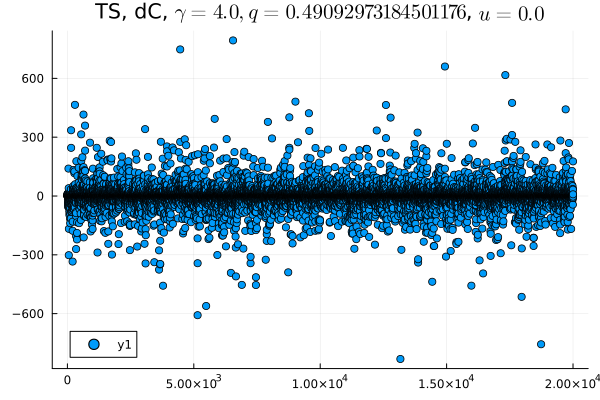 TS, dC, γ = 4.0, q = 0.49092973184501176, u = 0.0
600
300
0
−300
−600
y1
0 5.00×10³ 1.00×10⁴ 1.50×10⁴ 2.00×10⁴